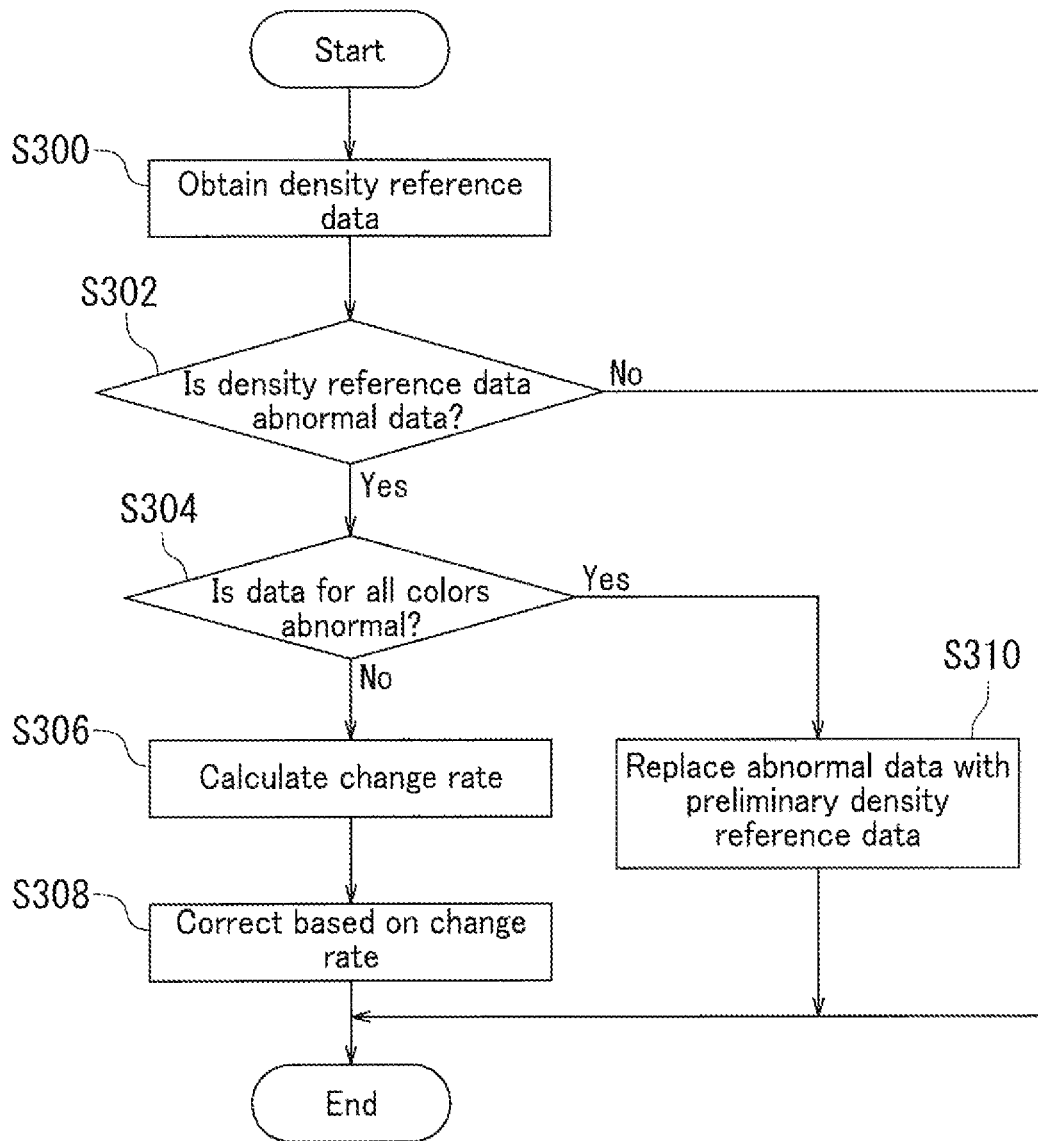 Start
S300
Obtain density reference
data
S302
Is density reference data
abnormal data?
No
Yes
S304
Is data for all colors
abnormal?
Yes
No
S310
S306
Calculate change rate
Replace abnormal data with
preliminary density
reference data
S308
Correct based on change
rate
End